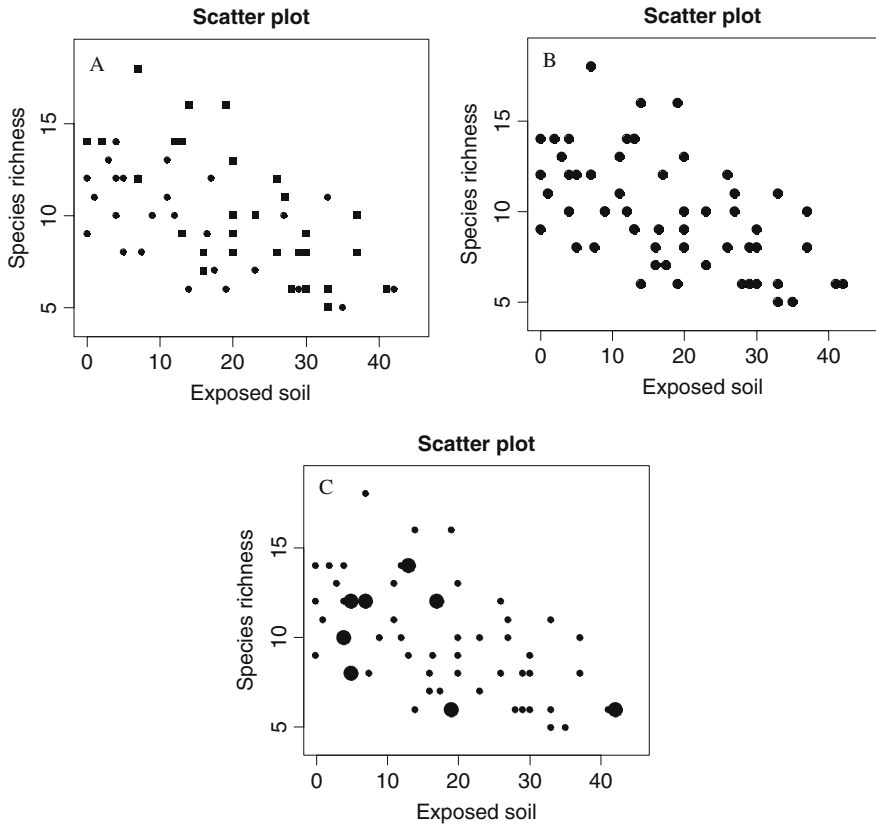 Scatter plot
A
Species richness
15
10
5
0 10 20 30 40
Exposed soil
Scatter plot
B
Species richness
15
10
5
0 10 20 30 40
Exposed soil
Scatter plot
C
Species richness
15
10
5
0 10 20 30 40
Exposed soil